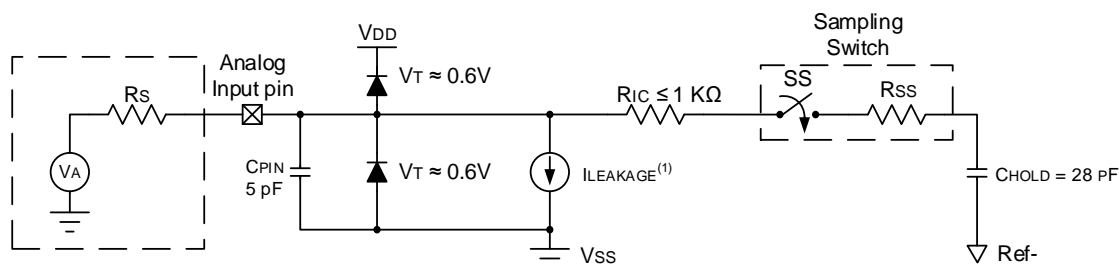 Sampling
Switch
VDD
Analog
Input pin
VT ≈ 0.6V
RS
RIC ≤ 1 KΩ
SS
RSS
VA
CPIN
5 pF
VT ≈ 0.6V
ILEAKAGE(1)
CHOLD = 28 PF
VSS
Ref-